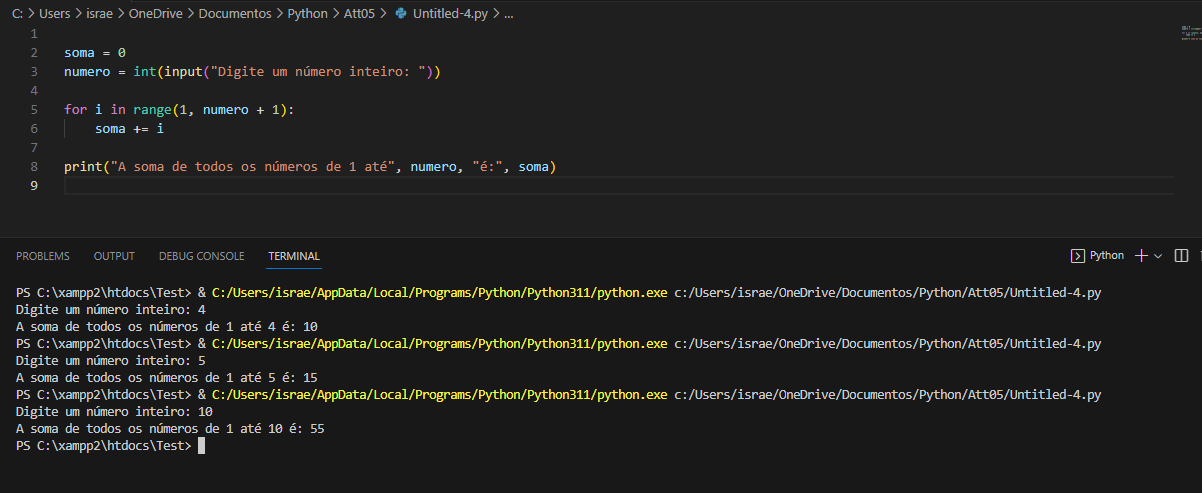 C: > Users > israe > OneDrive > Documentos > Python > Att05 > Untitled-4.py > ...
1
2 soma = 0
3 numero = int(input("Digite um número inteiro: "))
4
5 for i in range(1, numero + 1):
6     soma += i
7
8 print("A soma de todos os números de 1 até", numero, "é:", soma)
9
PROBLEMS OUTPUT DEBUG CONSOLE TERMINAL Python
PS C:\xampp2\htdocs\Test> & C:/Users/israe/AppData/Local/Programs/Python/Python311/python.exe c:/Users/israe/OneDrive/Documentos/Python/Att05/Untitled-4.py
Digite um número inteiro: 4
A soma de todos os números de 1 até 4 é: 10
PS C:\xampp2\htdocs\Test> & C:/Users/israe/AppData/Local/Programs/Python/Python311/python.exe c:/Users/israe/OneDrive/Documentos/Python/Att05/Untitled-4.py
Digite um número inteiro: 5
A soma de todos os números de 1 até 5 é: 15
PS C:\xampp2\htdocs\Test> & C:/Users/israe/AppData/Local/Programs/Python/Python311/python.exe c:/Users/israe/OneDrive/Documentos/Python/Att05/Untitled-4.py
Digite um número inteiro: 10
A soma de todos os números de 1 até 10 é: 55
PS C:\xampp2\htdocs\Test>